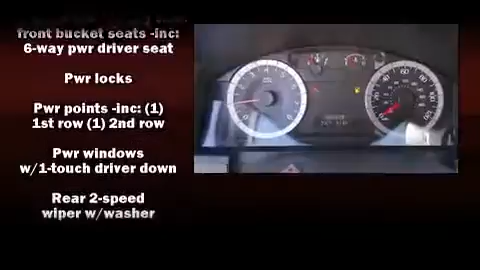 front bucket seats -inc:
6-way pwr driver seat
Pwr locks
Pwr points -inc: (1)
1st row (1) 2nd row
Pwr windows
w/1-touch driver down
Rear 2-speed
wiper w/washer